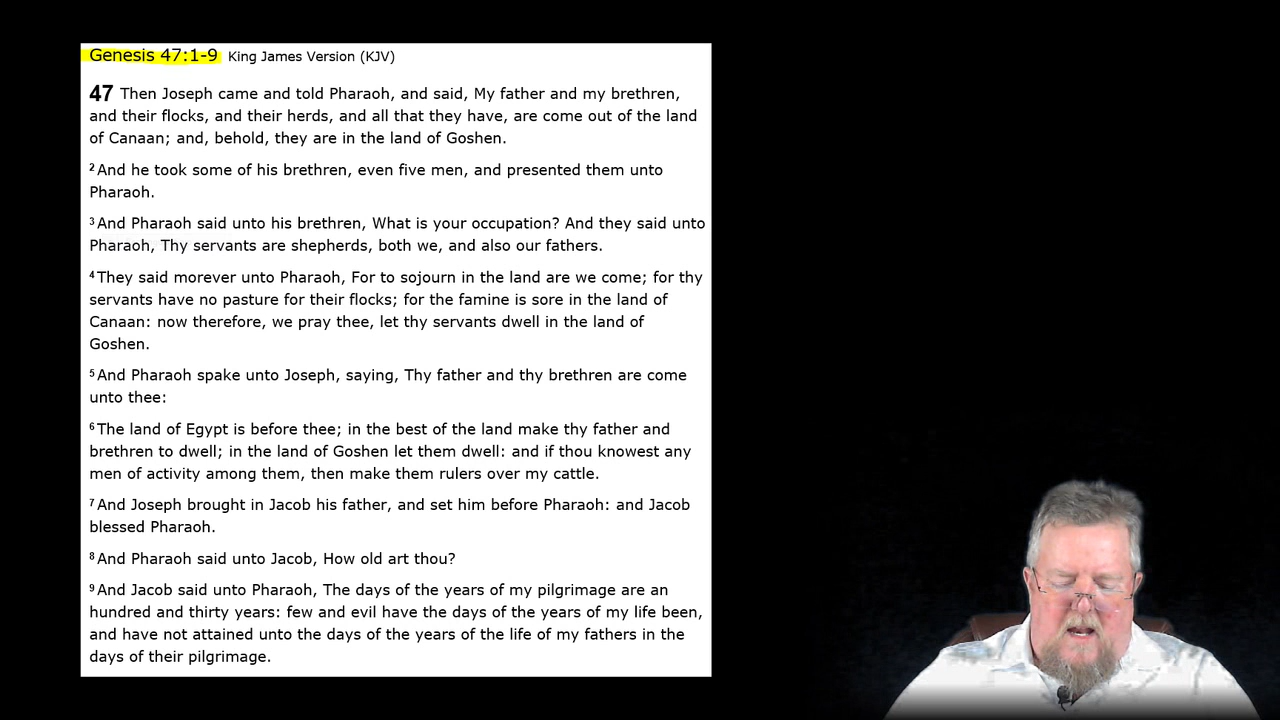 Genesis 47:1-9 King James Version (KJV)
47 Then Joseph came and told Pharaoh, and said, My father and my brethren,
and their flocks, and their herds, and all that they have, are come out of the land
of Canaan; and, behold, they are in the land of Goshen.
2 And he took some of his brethren, even five men, and presented them unto
Pharaoh.
3 And Pharaoh said unto his brethren, What is your occupation? And they said unto
Pharaoh, Thy servants are shepherds, both we, and also our fathers.
4 They said morever unto Pharaoh, For to sojourn in the land are we come; for thy
servants have no pasture for their flocks; for the famine is sore in the land of
Canaan: now therefore, we pray thee, let thy servants dwell in the land of
Goshen.
5 And Pharaoh spake unto Joseph, saying, Thy father and thy brethren are come
unto thee:
6 The land of Egypt is before thee; in the best of the land make thy father and
brethren to dwell; in the land of Goshen let them dwell: and if thou knowest any
men of activity among them, then make them rulers over my cattle.
7 And Joseph brought in Jacob his father, and set him before Pharaoh: and Jacob
blessed Pharaoh.
8 And Pharaoh said unto Jacob, How old art thou?
9 And Jacob said unto Pharaoh, The days of the years of my pilgrimage are an
hundred and thirty years: few and evil have the days of the years of my life been,
and have not attained unto the days of the years of the life of my fathers in the
days of their pilgrimage.